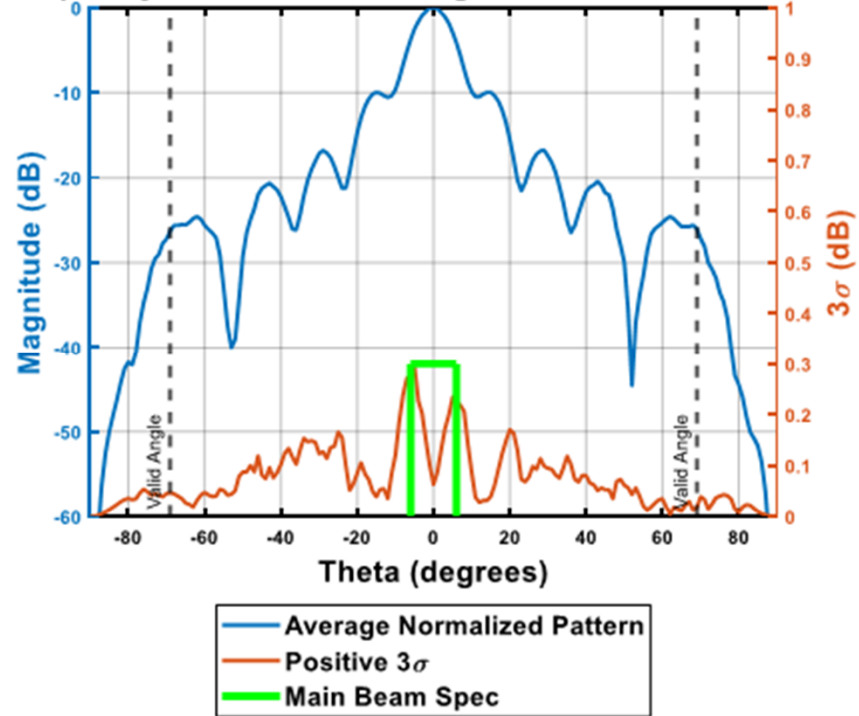 Magnitude (dB)
0
-10
-20
-30
-40
-50
-60
1
0.9
0.8
0.7
0.6
0.5
0.4
0.3
0.2
0.1
0
3σ (dB)
Valid Angle
Valid Angle
-80 -60 -40 -20 0 20 40 60 80
Theta (degrees)
Average Normalized Pattern
Positive 3σ
Main Beam Spec